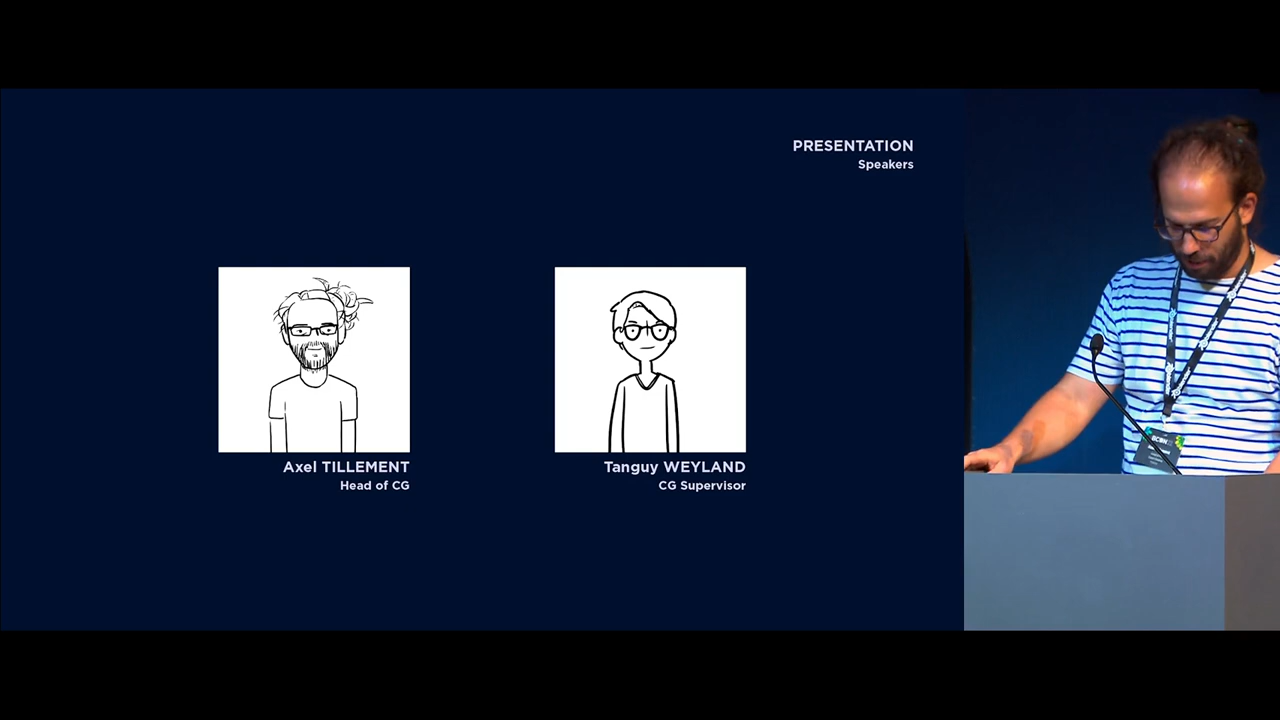 PRESENTATION
Speakers
Axel TILLEMENT
Head of CG
Tanguy WEYLAND
CG Supervisor